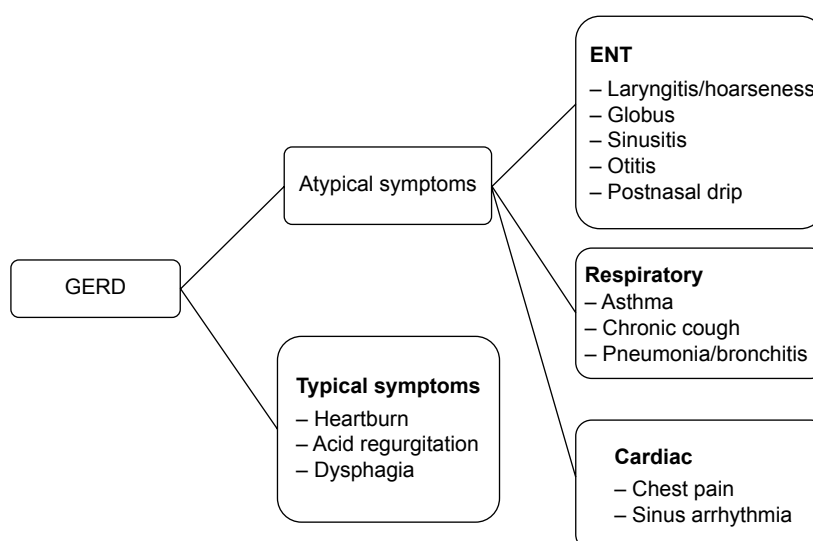 ENT
– Laryngitis/hoarseness
– Globus
– Sinusitis
– Otitis
– Postnasal drip
Atypical symptoms
GERD
Respiratory
– Asthma
– Chronic cough
– Pneumonia/bronchitis
Typical symptoms
– Heartburn
– Acid regurgitation
– Dysphagia
Cardiac
– Chest pain
– Sinus arrhythmia